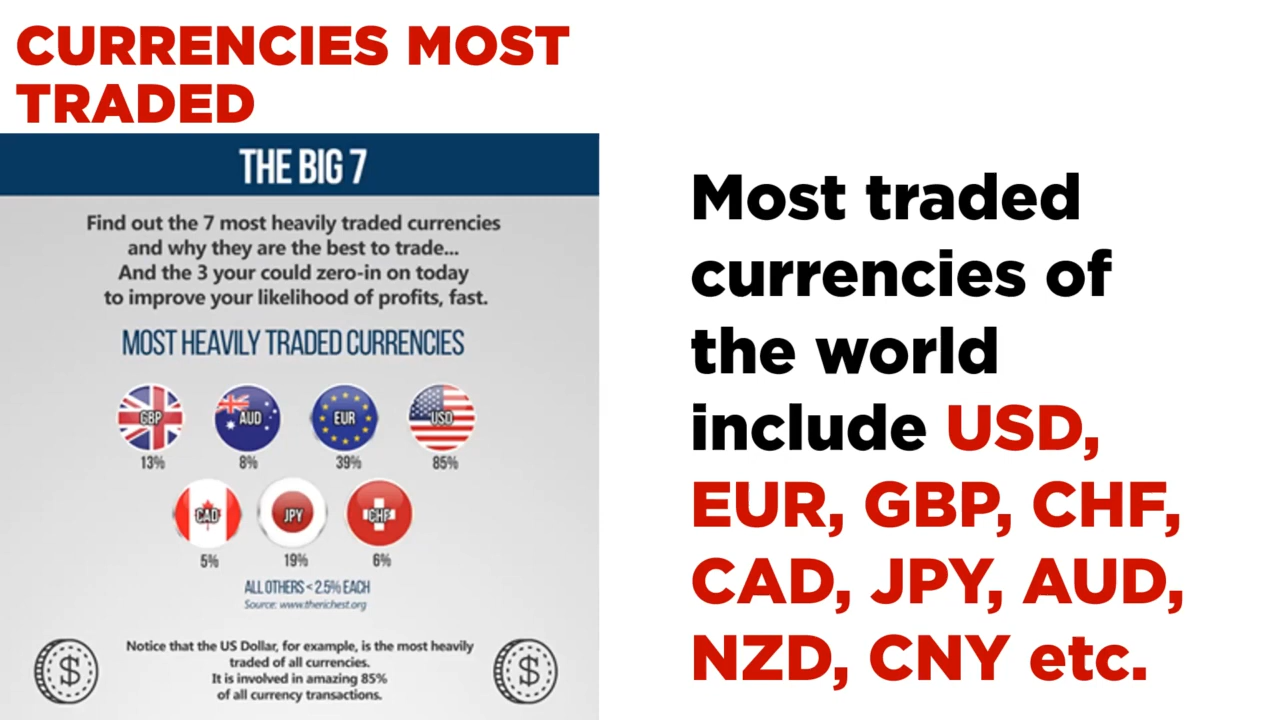 CURRENCIES MOST
TRADED
THE BIG 7
Find out the 7 most heavily traded currencies
and why they are the best to trade...
And the 3 your could zero-in on today
to improve your likelihood of profits, fast.
MOST HEAVILY TRADED CURRENCIES
GBP AUD EUR USD
13% 8% 39% 85%
CAD JPY CHF
5% 19% 6%
ALL OTHERS < 2.5% EACH
Source: www.therichest.org
Notice that the US Dollar, for example, is the most heavily
traded of all currencies.
It is involved in amazing 85%
of all currency transactions.
$ $
Most traded
currencies of
the world
include USD,
EUR, GBP, CHF,
CAD, JPY, AUD,
NZD, CNY etc.